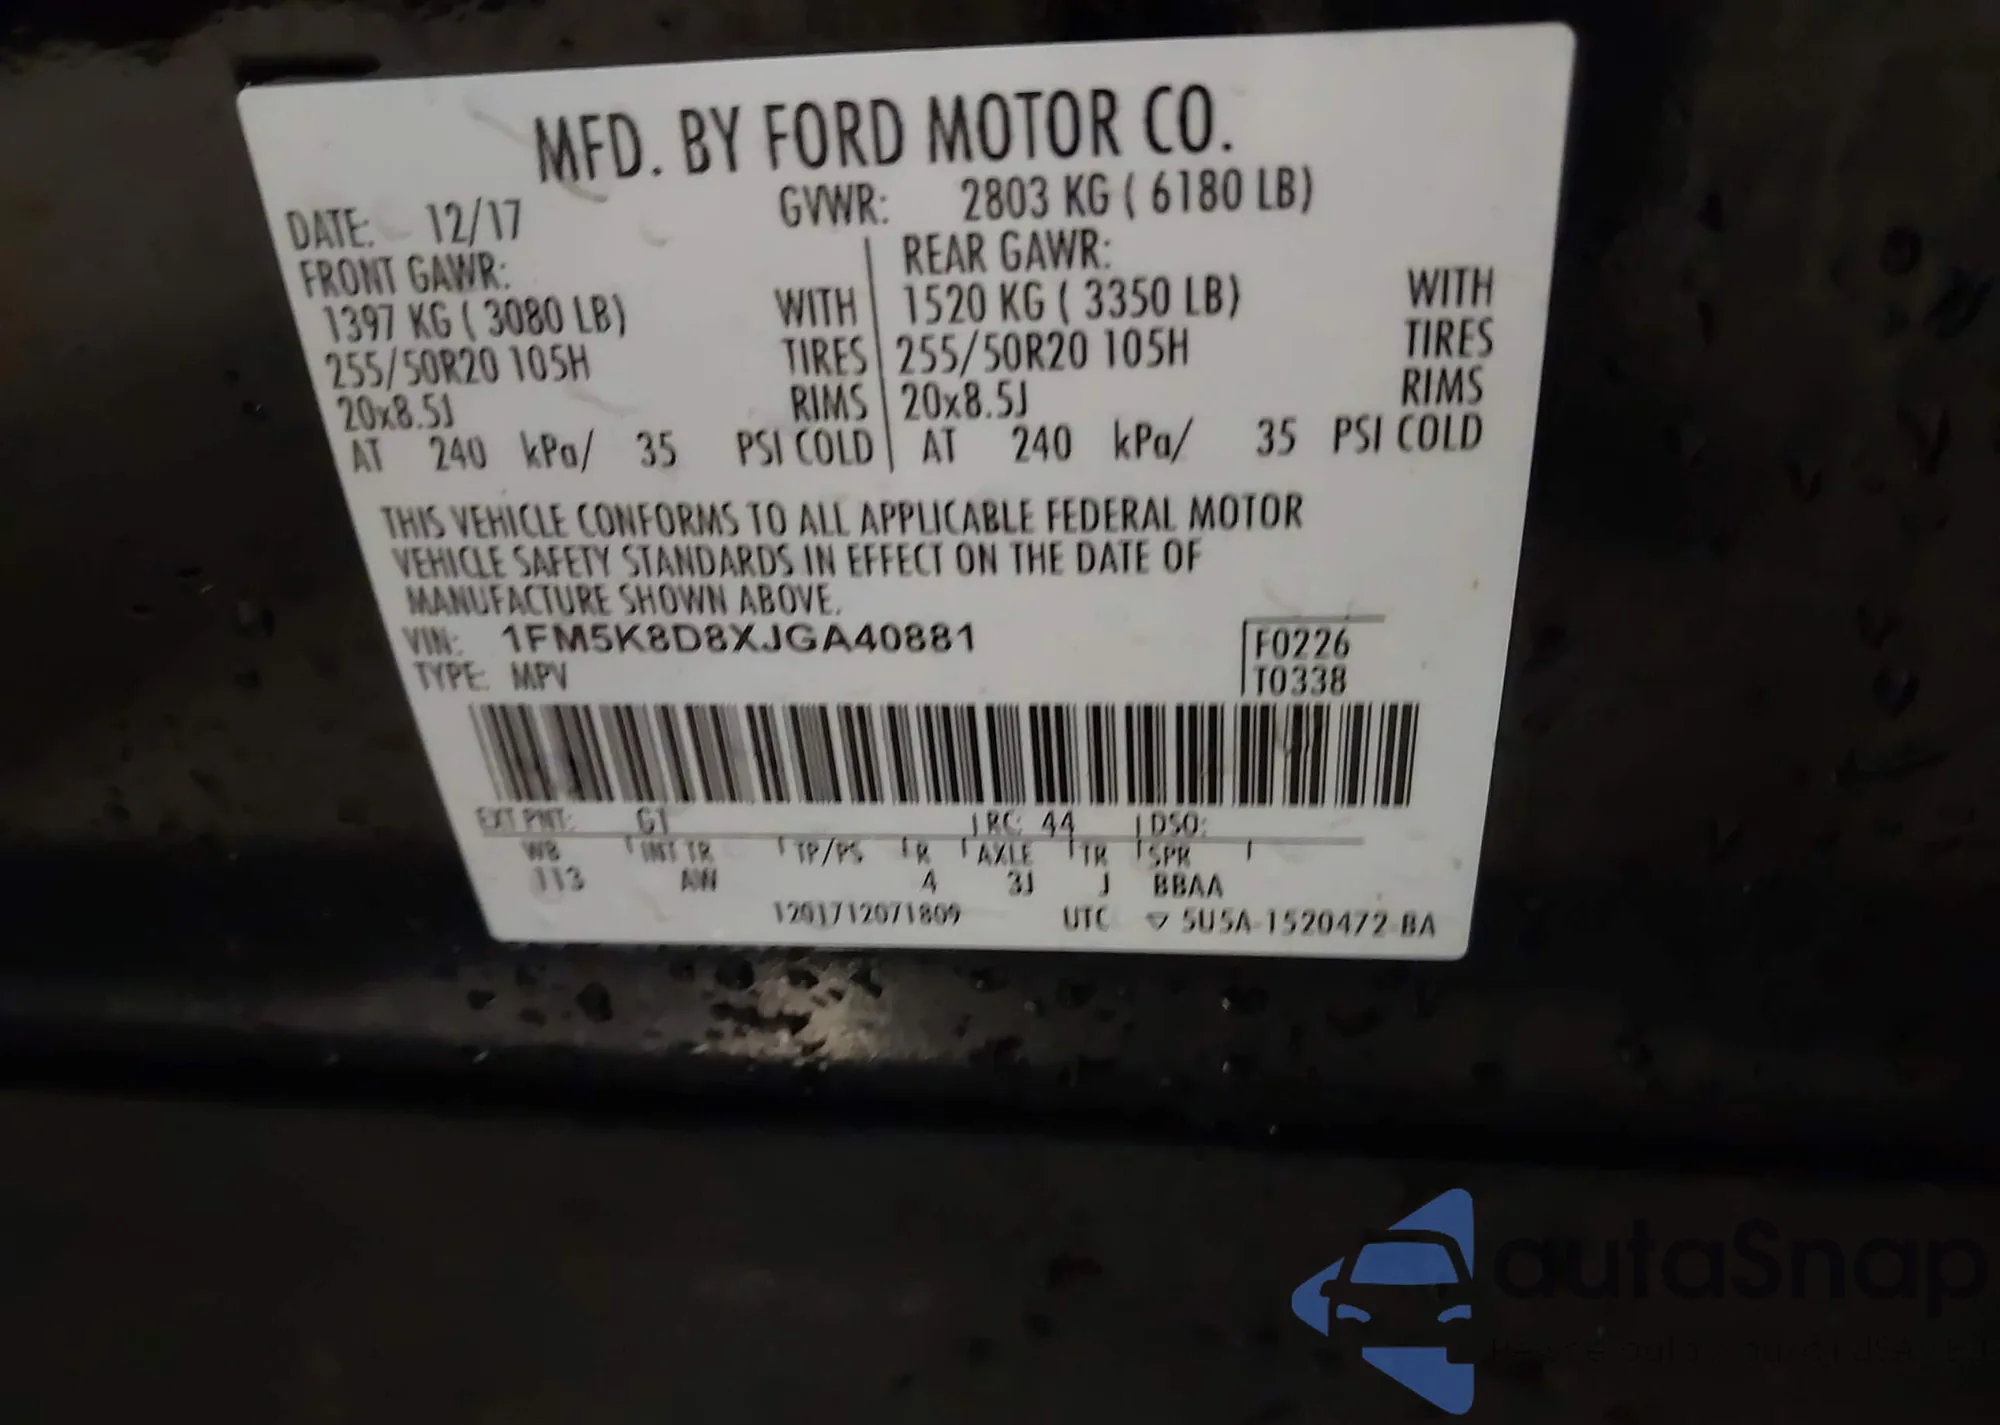 MFD. BY FORD MOTOR CO.
DATE: 12/17 GVWR: 2803 KG ( 6180 LB)
FRONT GAWR: REAR GAWR:
1397 KG ( 3080 LB) WITH 1520 KG ( 3350 LB) WITH
255/50R20 105H TIRES 255/50R20 105H TIRES
20x8.5J RIMS 20x8.5J RIMS
AT 240 kPa/ 35 PSI COLD AT 240 kPa/ 35 PSI COLD
THIS VEHICLE CONFORMS TO ALL APPLICABLE FEDERAL MOTOR
VEHICLE SAFETY STANDARDS IN EFFECT ON THE DATE OF
MANUFACTURE SHOWN ABOVE.
VIN: 1FM5K8D8XJGA40881 F0226
TYPE: MPV T0338
EXT PNT: G1 RC: 44 DSO:
WB INT TR TP/PS R AXLE TR SPR
113 AW 4 3J J BBAA
1201712071809 UTC ▽ 5U5A-1520472-BA
autaSnap